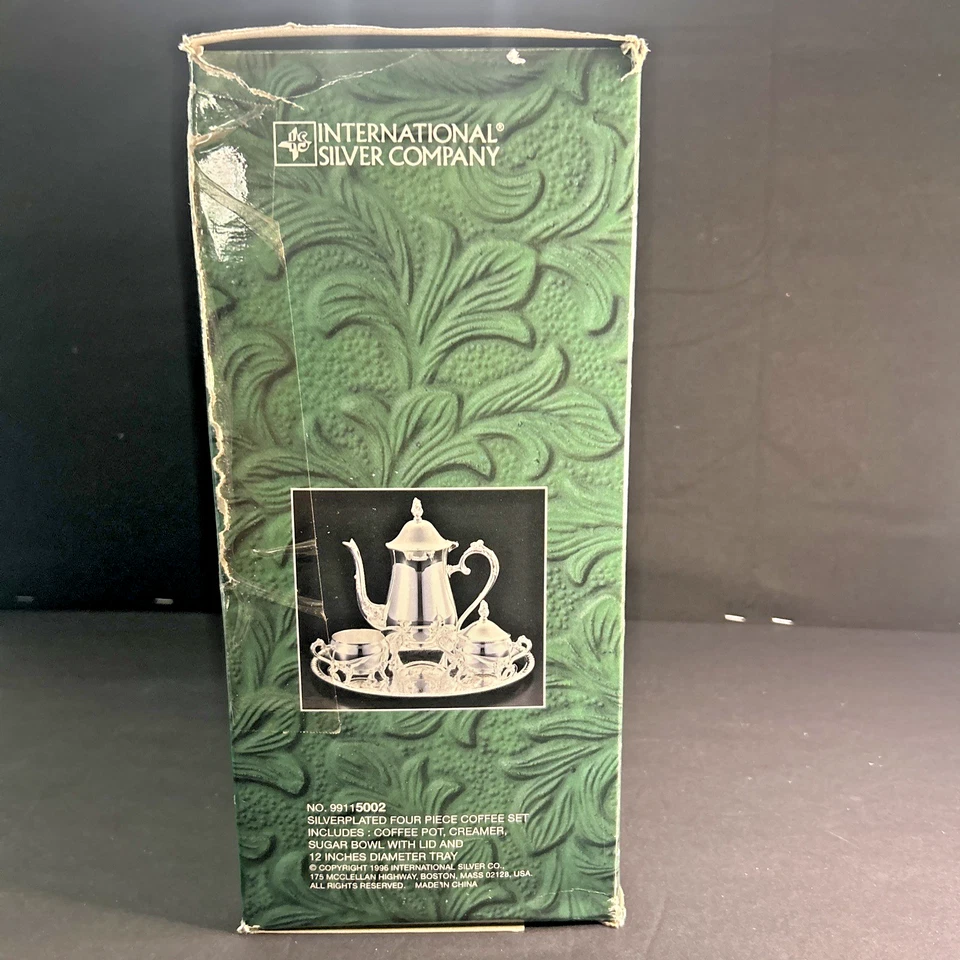 INTERNATIONAL®
SILVER COMPANY
NO. 99115002
SILVERPLATED FOUR PIECE COFFEE SET
INCLUDES : COFFEE POT, CREAMER,
SUGAR BOWL WITH LID AND
12 INCHES DIAMETER TRAY
© COPYRIGHT 1996 INTERNATIONAL SILVER CO.,
175 MCCLELLAN HIGHWAY, BOSTON, MASS 02128, USA.
ALL RIGHTS RESERVED. MADE IN CHINA